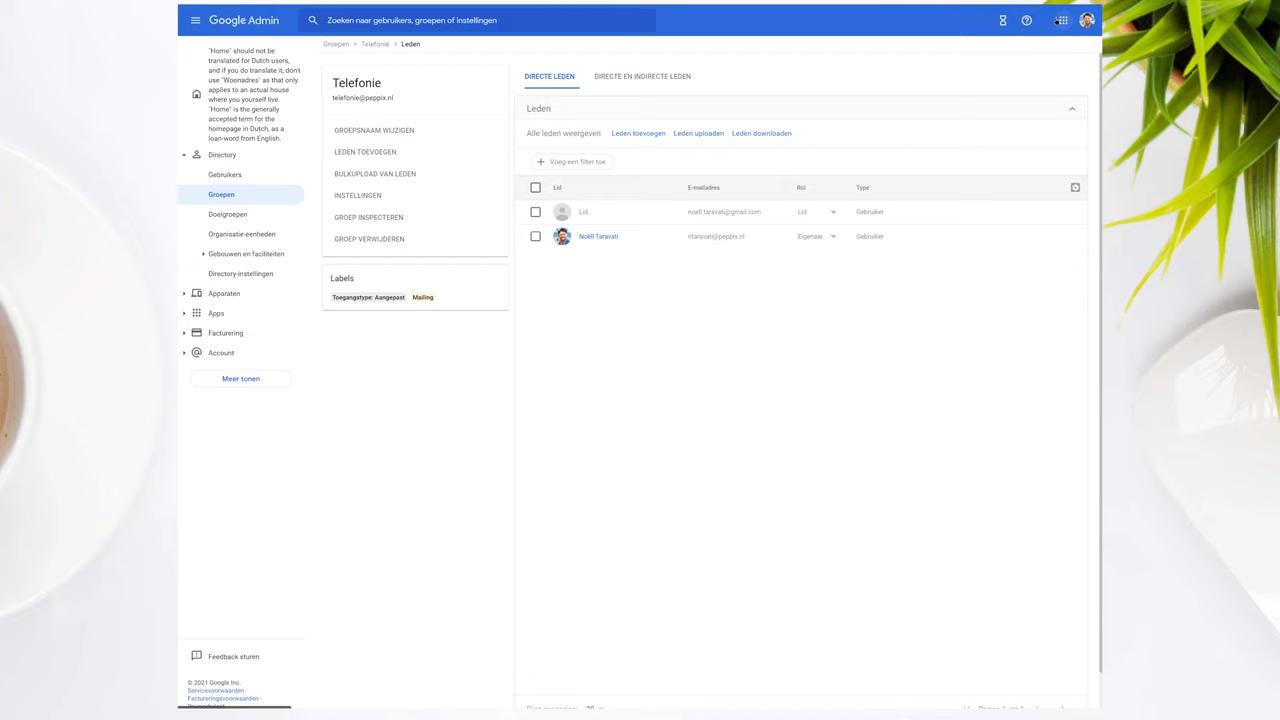 Google Admin
Zoeken naar gebruikers, groepen of instellingen
Groepen > Telefonie > Leden
"Home" should not be
translated for Dutch users,
and if you do translate it, don't
use "Woonadres" as that only
applies to an actual house
where you yourself live.
"Home" is the generally
accepted term for the
homepage in Dutch, as a
loan-word from English.
Directory
Gebruikers
Groepen
Doelgroepen
Organisatie-eenheden
Gebouwen en faciliteiten
Directory-instellingen
Apparaten
Apps
Facturering
Account
Meer tonen
Feedback sturen
© 2021 Google Inc.
Servicevoorwaarden -
Factureringsvoorwaarden -
Telefonie
telefonie@peppix.nl
GROEPSNAAM WIJZIGEN
LEDEN TOEVOEGEN
BULKUPLOAD VAN LEDEN
INSTELLINGEN
GROEP INSPECTEREN
GROEP VERWIJDEREN
Labels
Toegangstype: Aangepast Mailing
DIRECTE LEDEN DIRECTE EN INDIRECTE LEDEN
Leden
Alle leden weergeven Leden toevoegen Leden uploaden Leden downloaden
Voeg een filter toe
Lid E-mailadres Rol Type
Lid noell.taravati@gmail.com Lid Gebruiker
Noëll Taravati ntaravati@peppix.nl Eigenaar Gebruiker